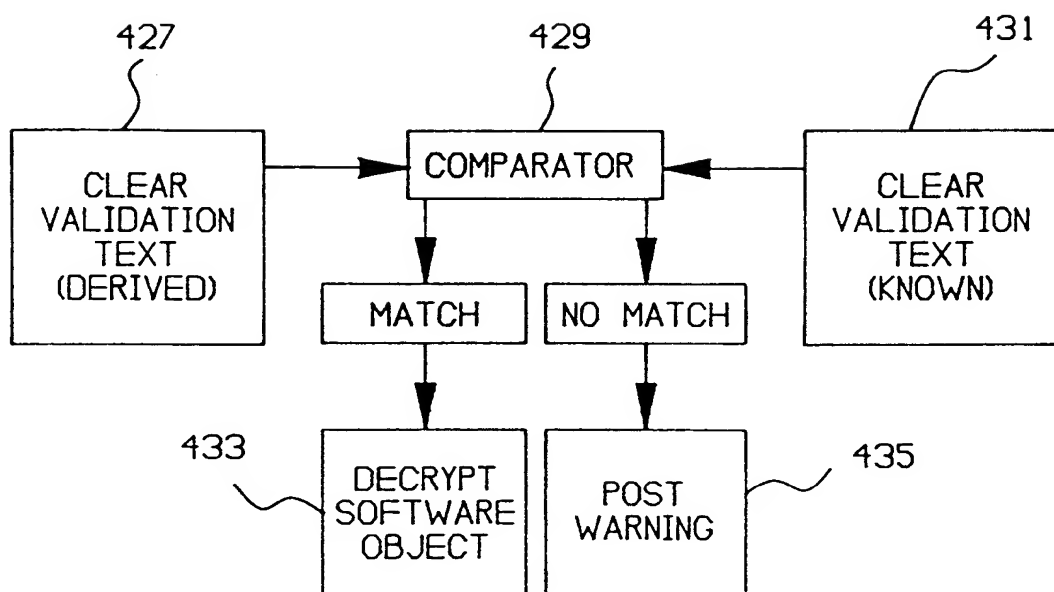 427
429
431
CLEAR
VALIDATION
TEXT
(DERIVED)
COMPARATOR
CLEAR
VALIDATION
TEXT
(KNOWN)
MATCH
NO MATCH
433
DECRYPT
SOFTWARE
OBJECT
POST
WARNING
435